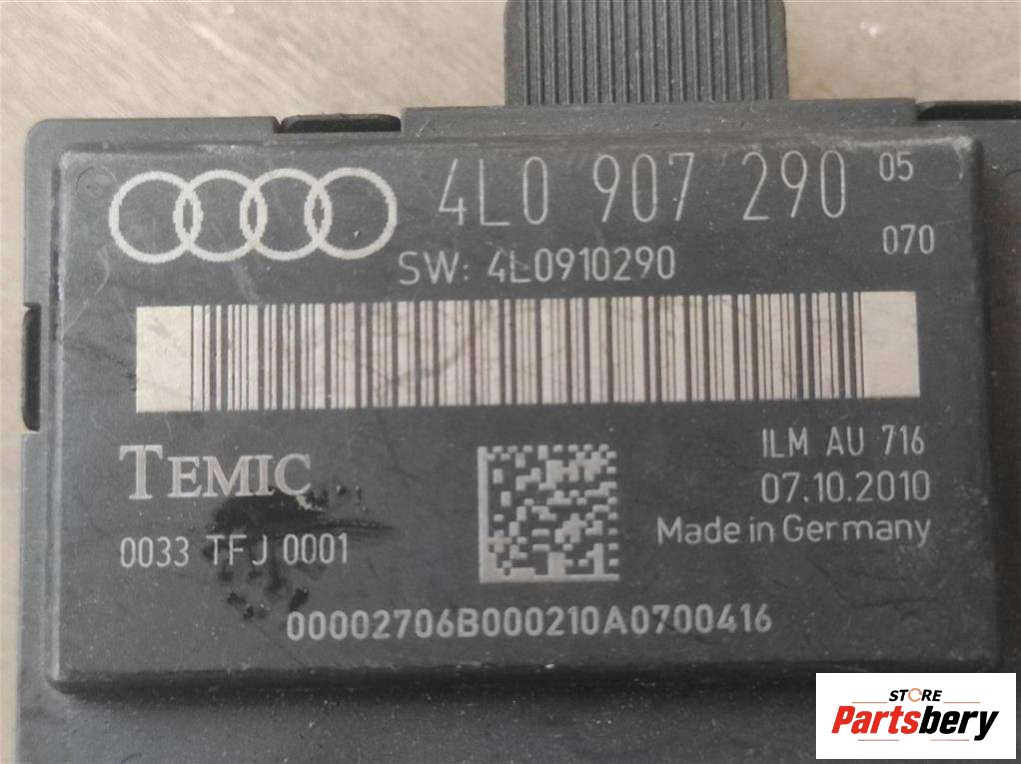 4L0 907 290 05
070
SW: 4L0910290
TEMIC
ILM AU 716
07.10.2010
Made in Germany
0033 TFJ 0001
00002706B000210A0700416
STORE
Partsbery